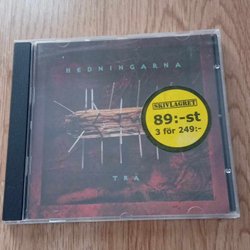 HEDNINGARNA
SKIVLAGRET
89:-st
3 för 249:-
TRÄ